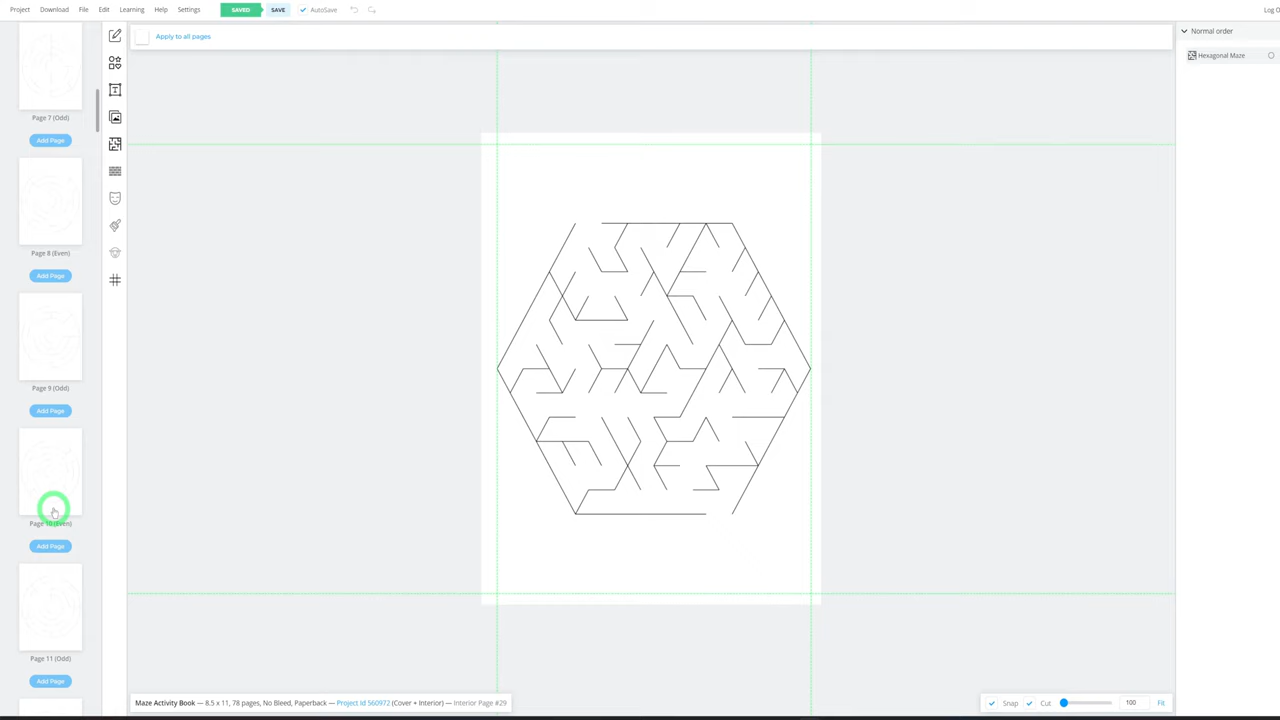 Project Download File Edit Learning Help Settings SAVED SAVE AutoSave
Apply to all pages
Normal order
Hexagonal Maze
Page 7 (Odd)
Add Page
Page 8 (Even)
Add Page
Page 9 (Odd)
Add Page
Page 10 (Even)
Add Page
Page 11 (Odd)
Add Page
Maze Activity Book — 8.5 x 11, 78 pages, No Bleed, Paperback — Project Id 560972 (Cover + Interior) — Interior Page #29
Snap Cut 100 Fit